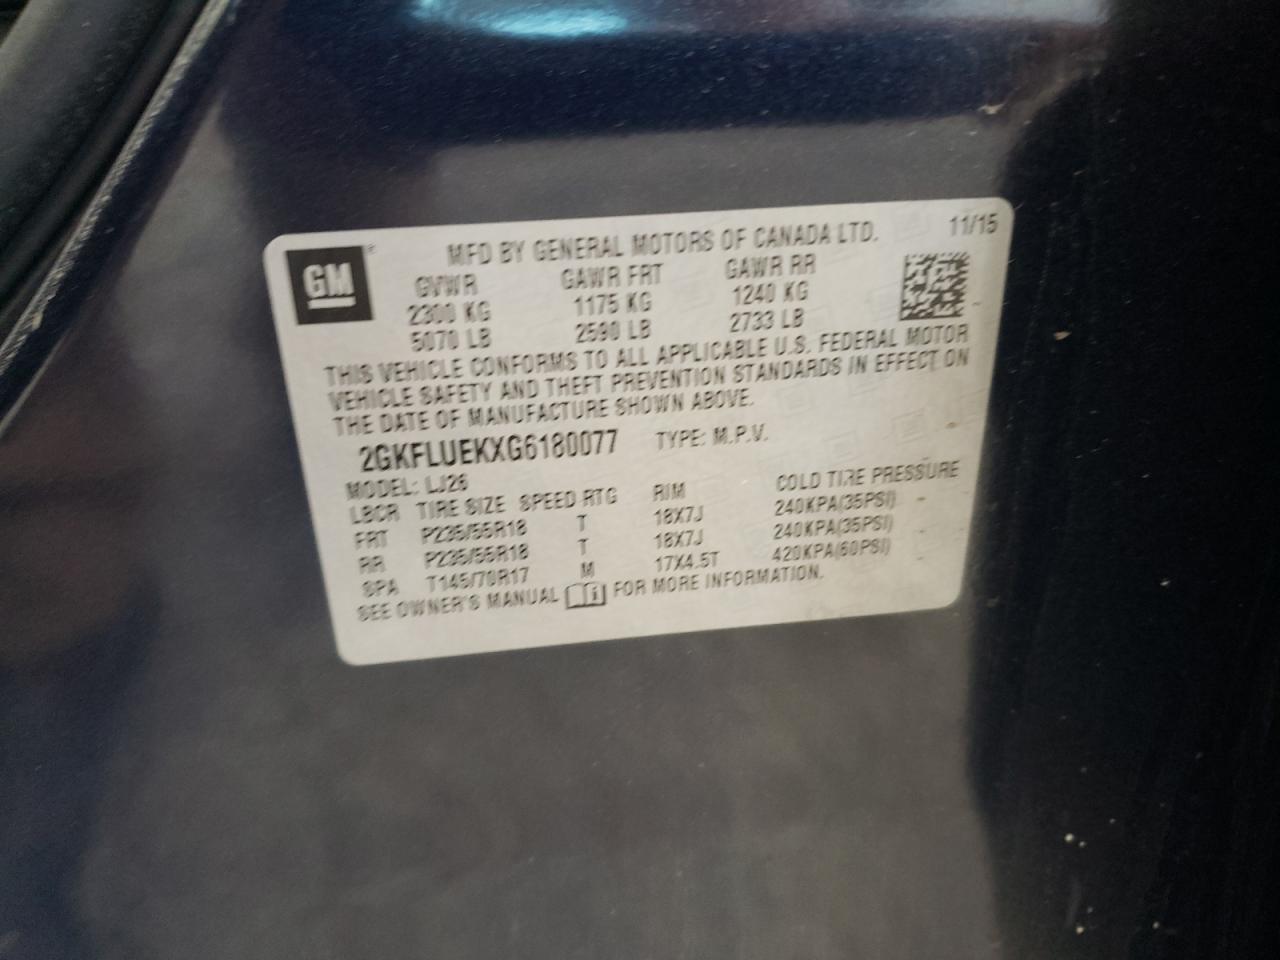 GM ® MFD BY GENERAL MOTORS OF CANADA LTD. 11/15
GVWR GAWR FRT GAWR RR
2300 KG 1175 KG 1240 KG
5070 LB 2590 LB 2733 LB
THIS VEHICLE CONFORMS TO ALL APPLICABLE U.S. FEDERAL MOTOR
VEHICLE SAFETY AND THEFT PREVENTION STANDARDS IN EFFECT ON
THE DATE OF MANUFACTURE SHOWN ABOVE.
2GKFLUEKXG6180077 TYPE: M.P.V.
MODEL: LJ26
LBCR TIRE SIZE SPEED RTG RIM COLD TIRE PRESSURE
FRT P235/55R18 T 18X7J 240KPA(35PSI)
RR P235/55R18 T 18X7J 240KPA(35PSI)
SPA T145/70R17 M 17X4.5T 420KPA(60PSI)
SEE OWNER'S MANUAL FOR MORE INFORMATION.